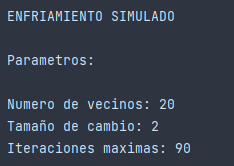 ENFRIAMIENTO SIMULADO
Parametros:
Numero de vecinos: 20
Tamaño de cambio: 2
Iteraciones maximas: 90